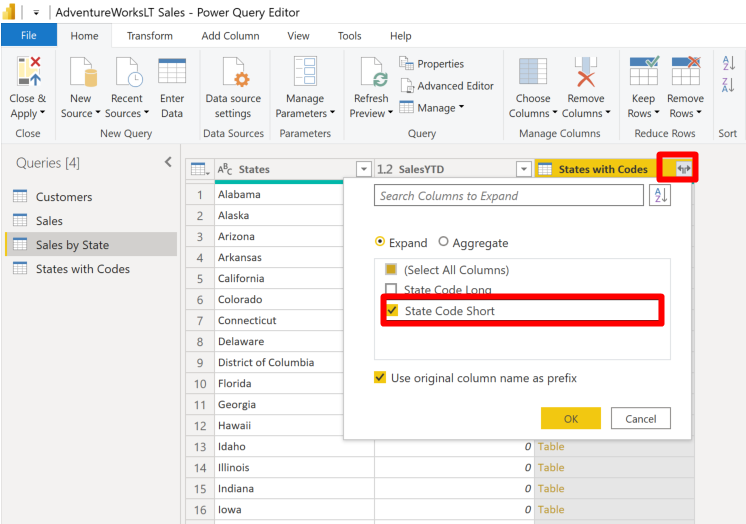 AdventureWorksLT Sales - Power Query Editor
File Home Transform Add Column View Tools Help
Close & Apply
New Source
Recent Sources
Enter Data
Data source settings
Manage Parameters
Refresh Preview
Properties
Advanced Editor
Manage
Choose Columns
Remove Columns
Keep Rows
Remove Rows
Close New Query Data Sources Parameters Query Manage Columns Reduce Rows Sort
Queries [4]
Customers
Sales
Sales by State
States with Codes
ABC States 1.2 SalesYTD States with Codes
1 Alabama
2 Alaska
3 Arizona
4 Arkansas
5 California
6 Colorado
7 Connecticut
8 Delaware
9 District of Columbia
10 Florida
11 Georgia
12 Hawaii
13 Idaho 0 Table
14 Illinois 0 Table
15 Indiana 0 Table
16 Iowa 0 Table
Search Columns to Expand
Expand Aggregate
(Select All Columns)
State Code Long
State Code Short
Use original column name as prefix
OK Cancel